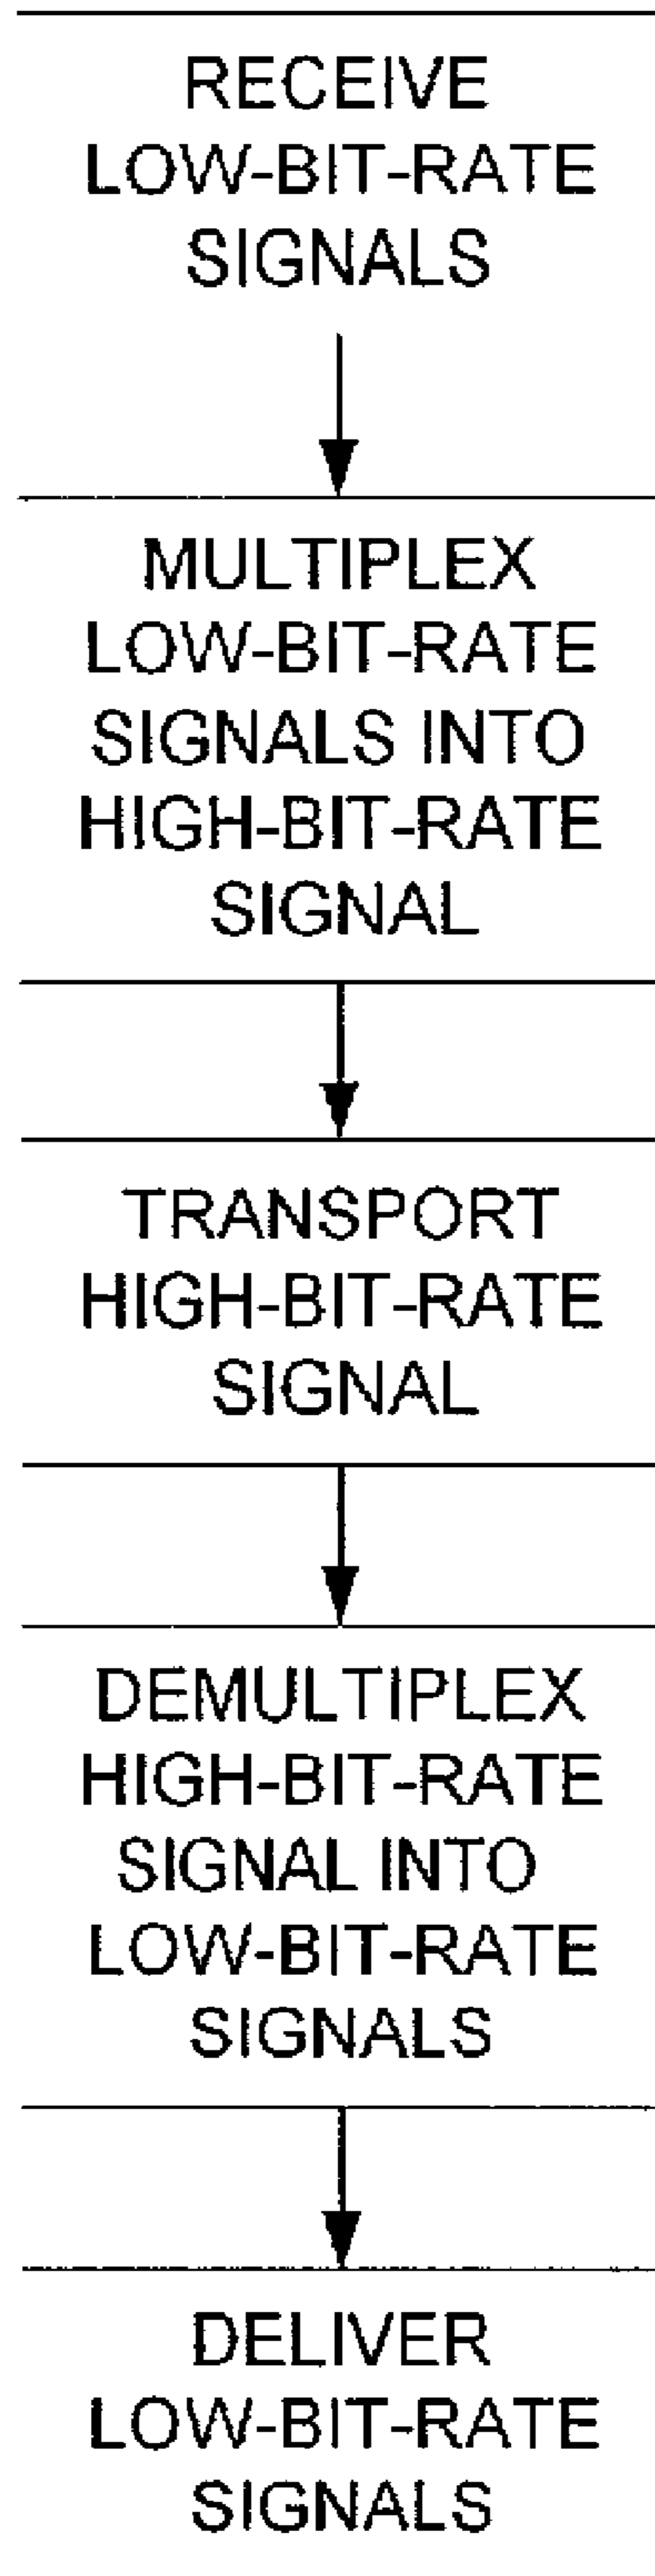 RECEIVE
LOW-BIT-RATE
SIGNALS
MULTIPLEX
LOW-BIT-RATE
SIGNALS INTO
HIGH-BIT-RATE
SIGNAL
TRANSPORT
HIGH-BIT-RATE
SIGNAL
DEMULTIPLEX
HIGH-BIT-RATE
SIGNAL INTO
LOW-BIT-RATE
SIGNALS
DELIVER
LOW-BIT-RATE
SIGNALS